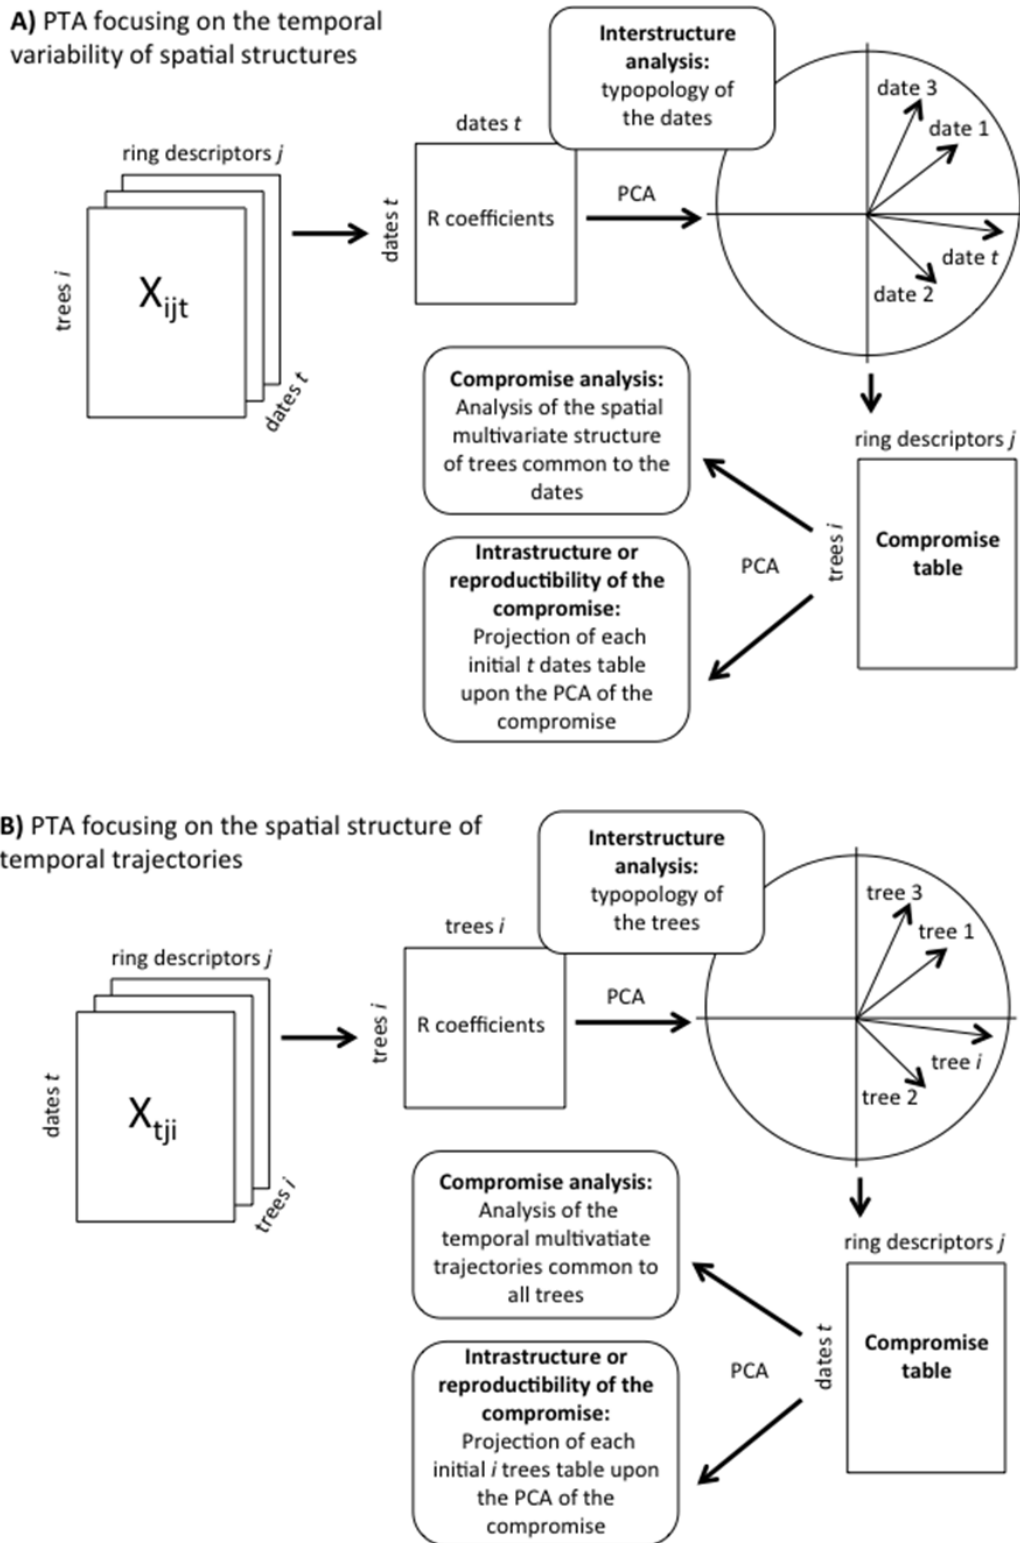 A) PTA focusing on the temporal
variability of spatial structures
Interstructure
analysis:
typopology of
the dates
date 3
date 1
date t
date 2
dates t
ring descriptors j
PCA
dates t
R coefficients
trees i
Xijt
dates t
Compromise analysis:
Analysis of the spatial
multivariate structure
of trees common to the
dates
ring descriptors j
trees i
Compromise
table
PCA
Intrastructure or
reproductibility of the
compromise:
Projection of each
initial t dates table
upon the PCA of the
compromise
B) PTA focusing on the spatial structure of
temporal trajectories
Interstructure
analysis:
typopology of
the trees
tree 3
tree 1
tree i
tree 2
trees i
ring descriptors j
PCA
trees i
R coefficients
dates t
Xtji
trees i
Compromise analysis:
Analysis of the
temporal multivatiate
trajectories common to
all trees
ring descriptors j
dates t
Compromise
table
PCA
Intrastructure or
reproductibility of the
compromise:
Projection of each
initial i trees table upon
the PCA of the
compromise